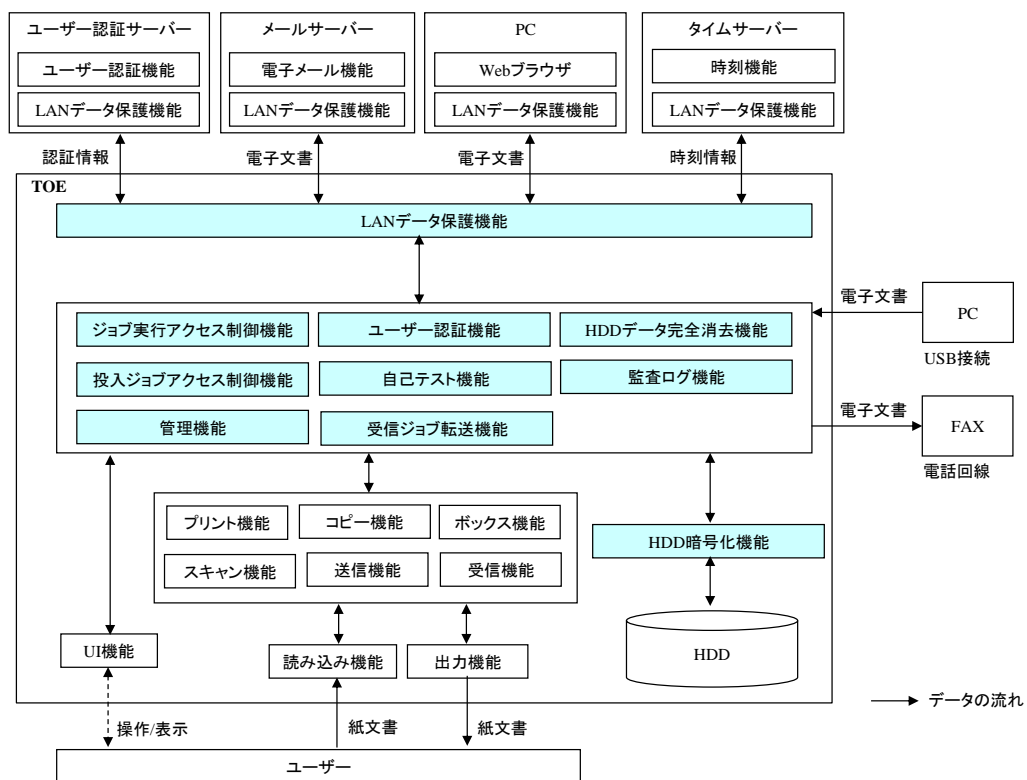 ユーザー認証サーバー
ユーザー認証機能
LANデータ保護機能
メールサーバー
電子メール機能
LANデータ保護機能
PC
Webブラウザ
LANデータ保護機能
タイムサーバー
時刻機能
LANデータ保護機能
認証情報
電子文書
電子文書
時刻情報
TOE
LANデータ保護機能
ジョブ実行アクセス制御機能
ユーザー認証機能
HDDデータ完全消去機能
投入ジョブアクセス制御機能
自己テスト機能
監査ログ機能
管理機能
受信ジョブ転送機能
電子文書
PC
USB接続
電子文書
FAX
電話回線
プリント機能
コピー機能
ボックス機能
スキャン機能
送信機能
受信機能
HDD暗号化機能
HDD
UI機能
読み込み機能
出力機能
データの流れ
操作/表示
紙文書
紙文書
ユーザー